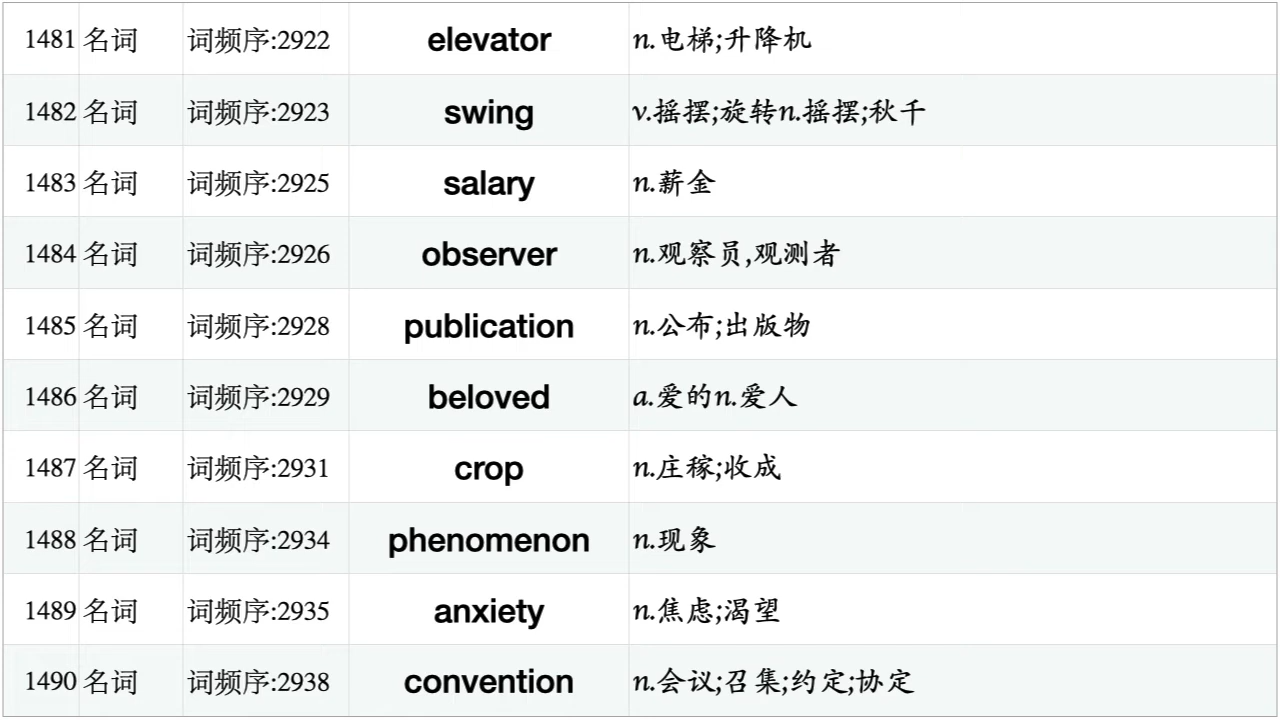 1481 名词 词频序:2922 elevator n.电梯;升降机
1482 名词 词频序:2923 swing v.摇摆;旋转n.摇摆;秋千
1483 名词 词频序:2925 salary n.薪金
1484 名词 词频序:2926 observer n.观察员,观测者
1485 名词 词频序:2928 publication n.公布;出版物
1486 名词 词频序:2929 beloved a.爱的n.爱人
1487 名词 词频序:2931 crop n.庄稼;收成
1488 名词 词频序:2934 phenomenon n.现象
1489 名词 词频序:2935 anxiety n.焦虑;渴望
1490 名词 词频序:2938 convention n.会议;召集;约定;协定